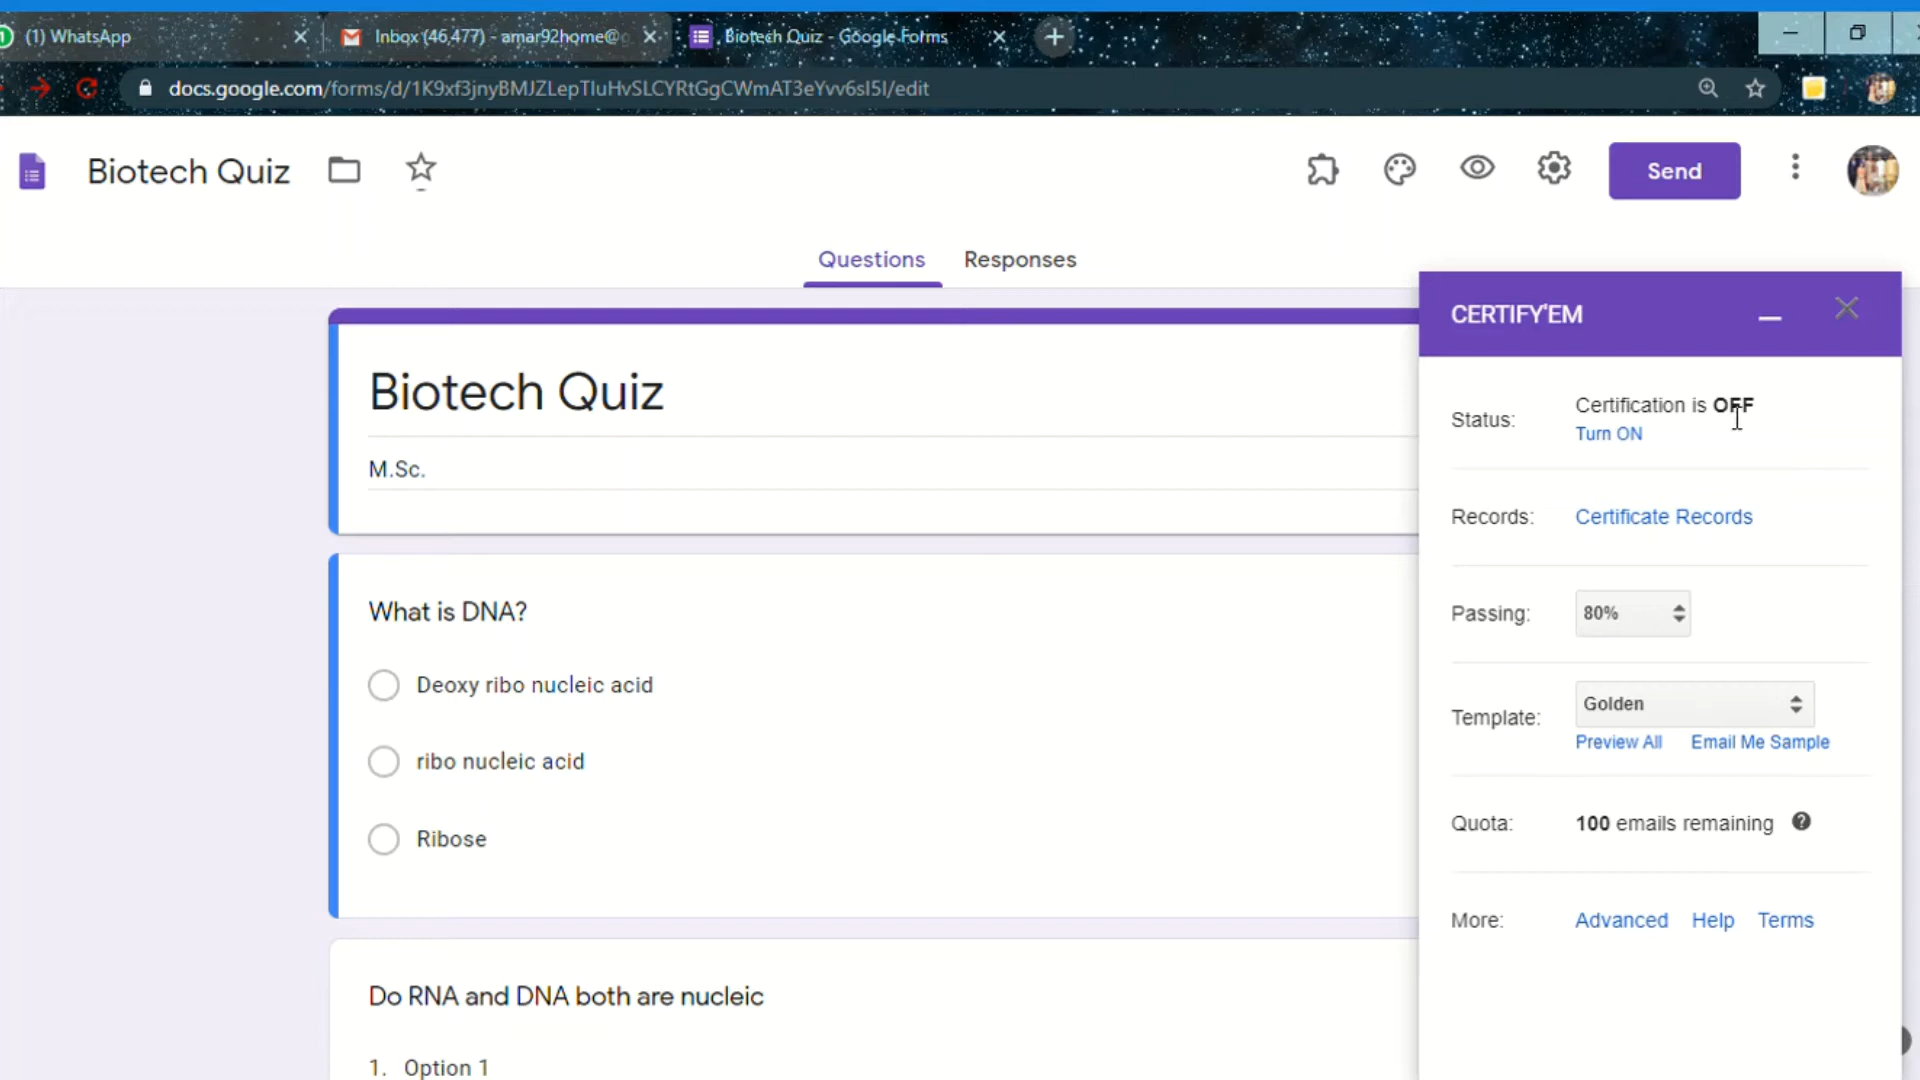 (1) WhatsApp
Inbox (46,477) - amar92home@g
Biotech Quiz - Google Forms
docs.google.com/forms/d/1K9xf3jnyBMJZLepTluHvSLCYRtGgCWmAT3eYvv6sl5I/edit
Biotech Quiz
Send
Questions
Responses
Biotech Quiz
M.Sc.
What is DNA?
Deoxy ribo nucleic acid
ribo nucleic acid
Ribose
Do RNA and DNA both are nucleic
1. Option 1
CERTIFY'EM
Status:
Certification is OFF
Turn ON
Records:
Certificate Records
Passing:
80%
Template:
Golden
Preview All
Email Me Sample
Quota:
100 emails remaining
More:
Advanced
Help
Terms